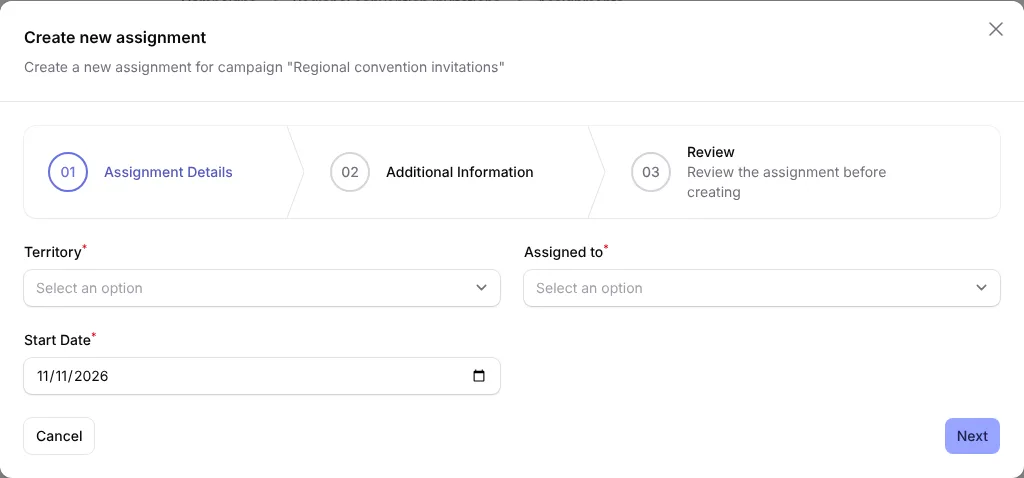 Create new assignment
Create a new assignment for campaign "Regional convention invitations"
01
Assignment Details
02
Additional Information
03
Review
Review the assignment before
creating
Territory*
Assigned to*
Select an option
Select an option
Start Date*
11/11/2026
Cancel
Next